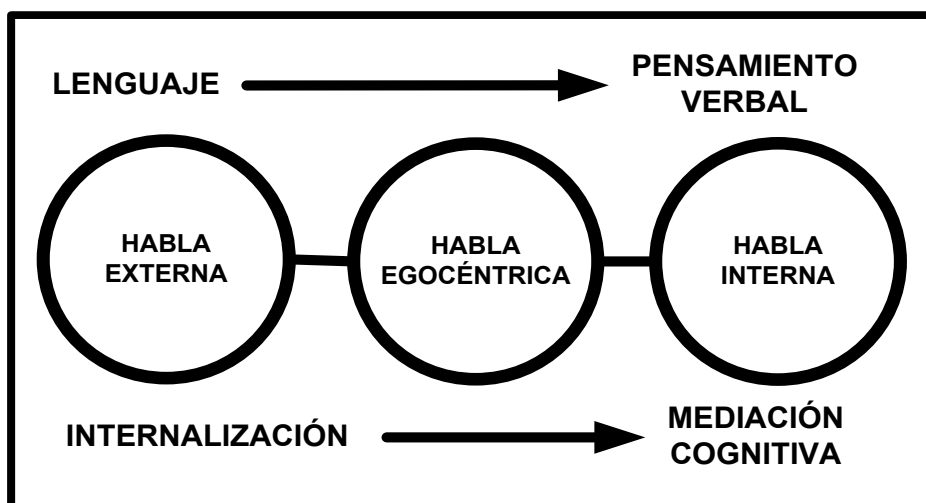 LENGUAJE
PENSAMIENTO
VERBAL
HABLA
EXTERNA
HABLA
EGOCÉNTRICA
HABLA
INTERNA
INTERNALIZACIÓN
MEDIACIÓN
COGNITIVA